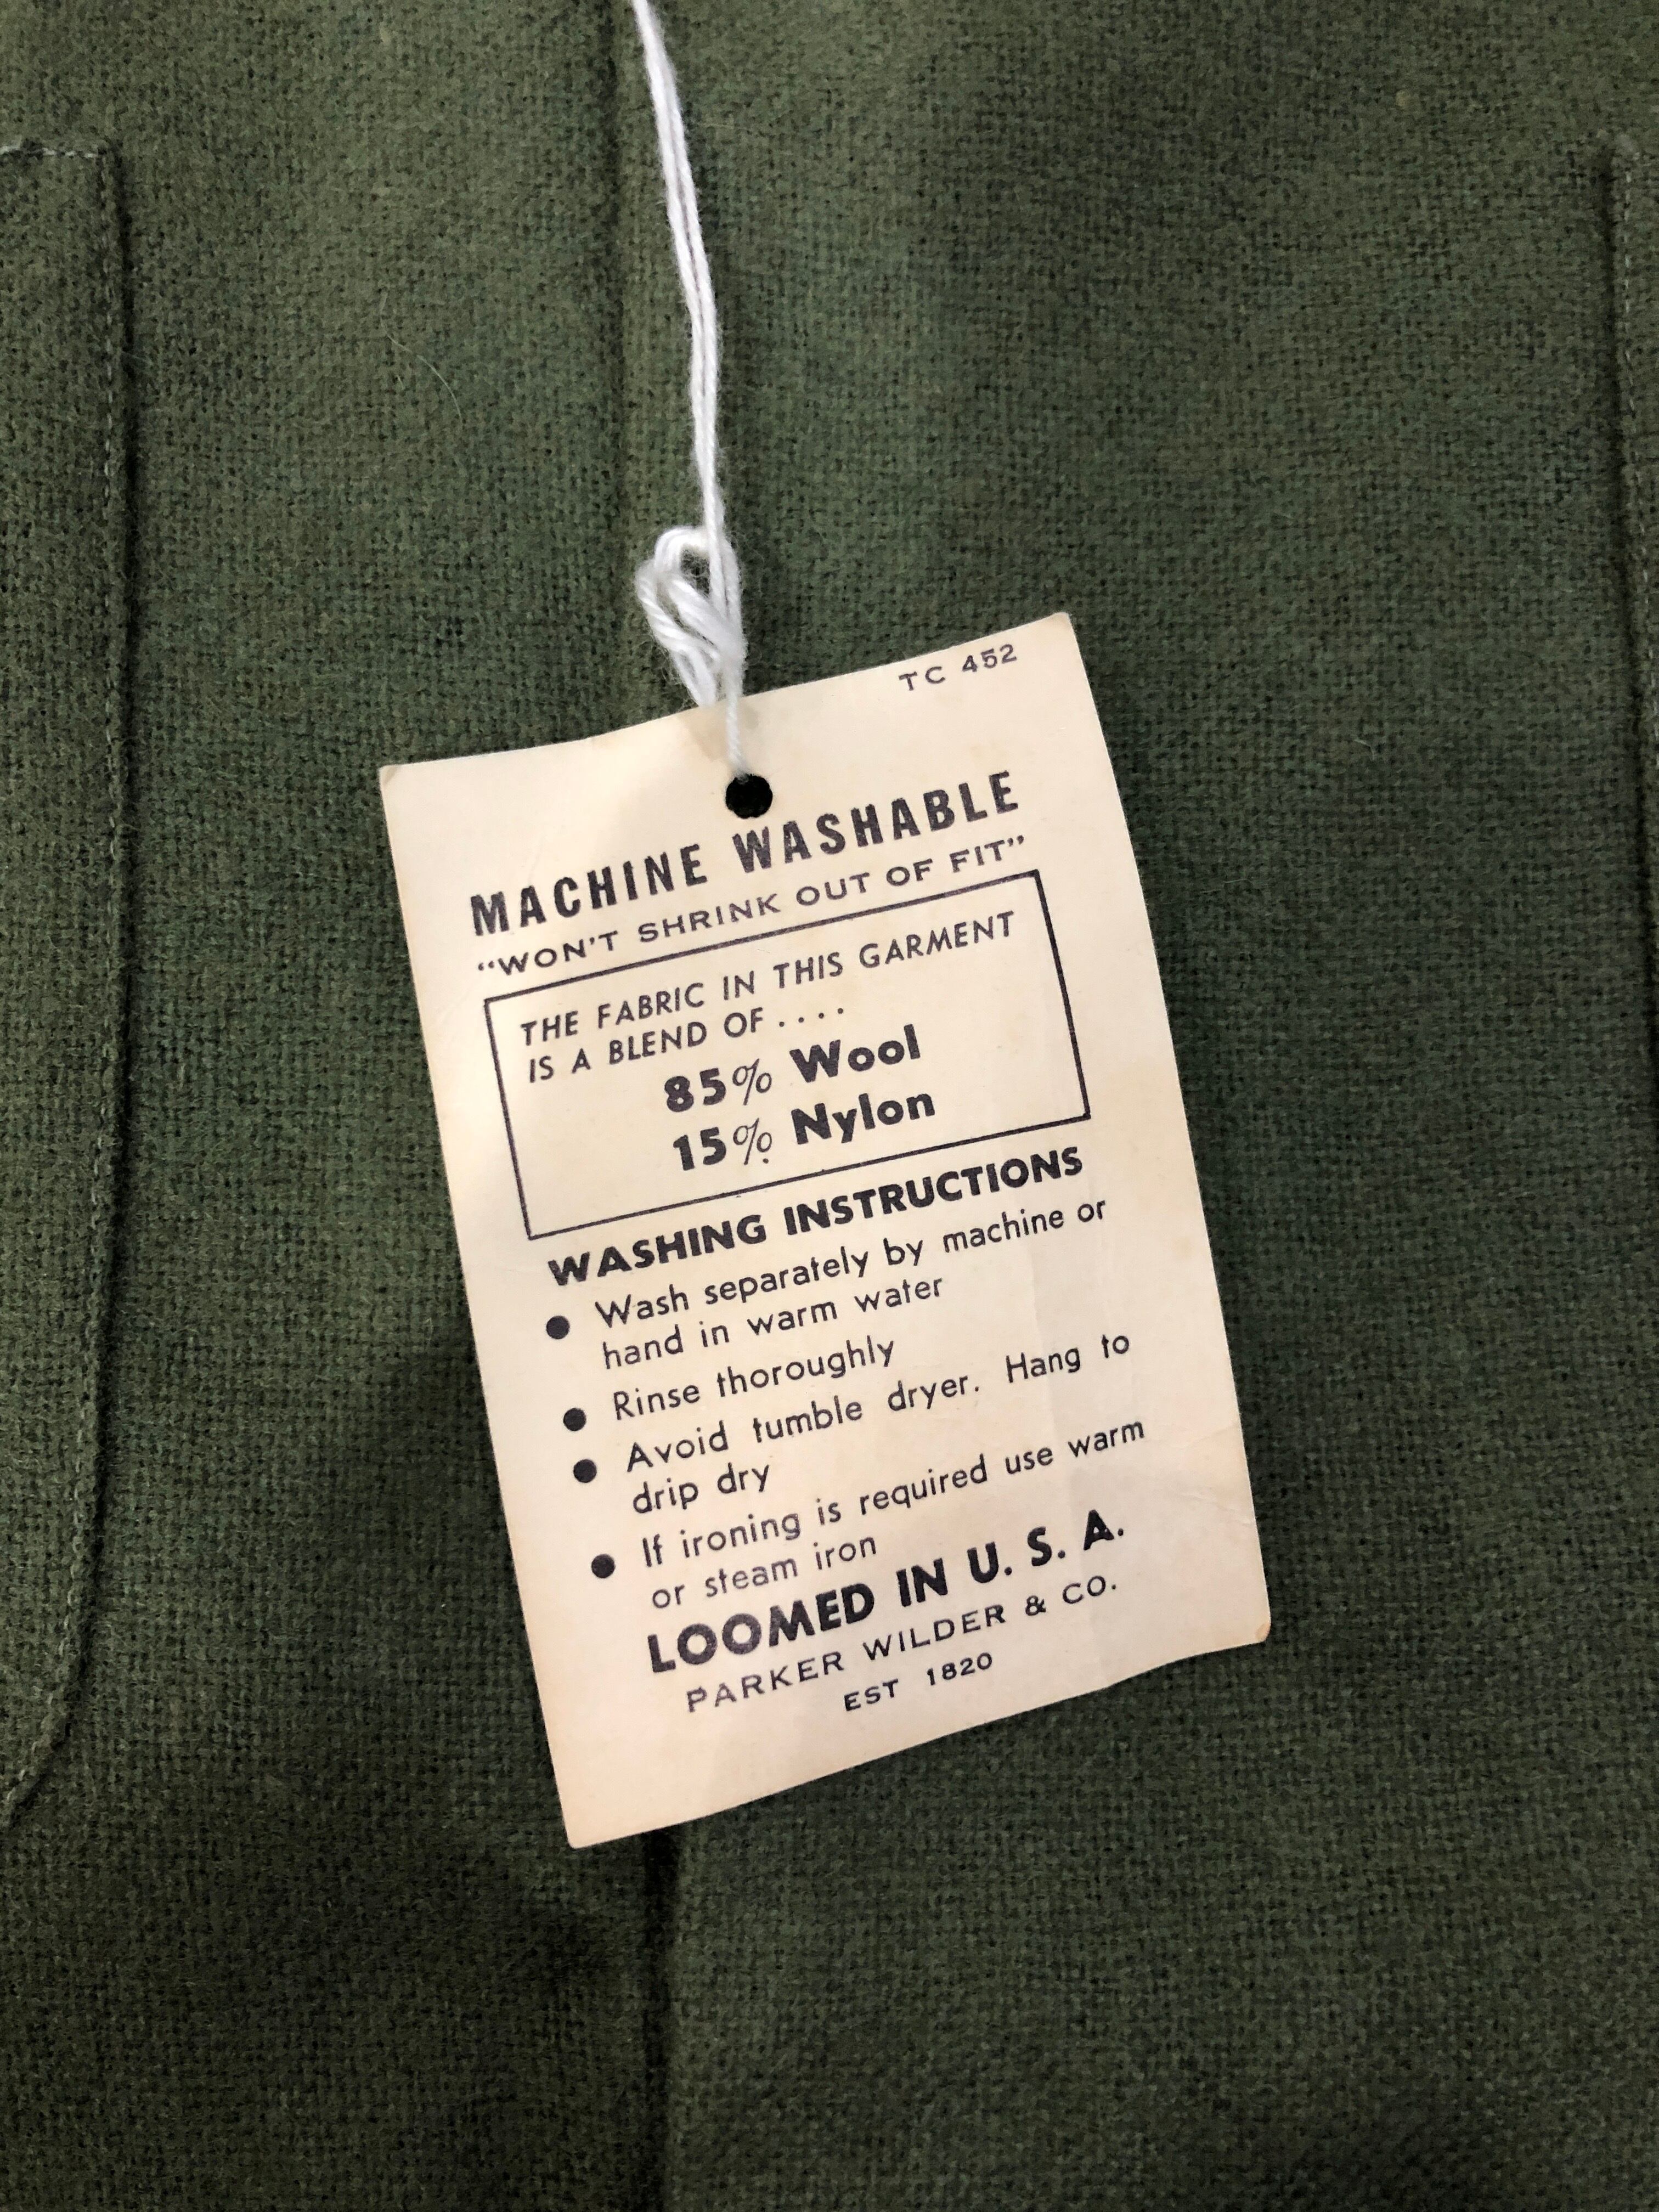 TC 452
MACHINE WASHABLE
“WON'T SHRINK OUT OF FIT”
THE FABRIC IN THIS GARMENT
IS A BLEND OF ....
85% Wool
15% Nylon
WASHING INSTRUCTIONS
● Wash separately by machine or
hand in warm water
● Rinse thoroughly
● Avoid tumble dryer. Hang to
drip dry
● If ironing is required use warm
or steam iron
LOOMED IN U. S. A.
PARKER WILDER & CO.
EST 1820